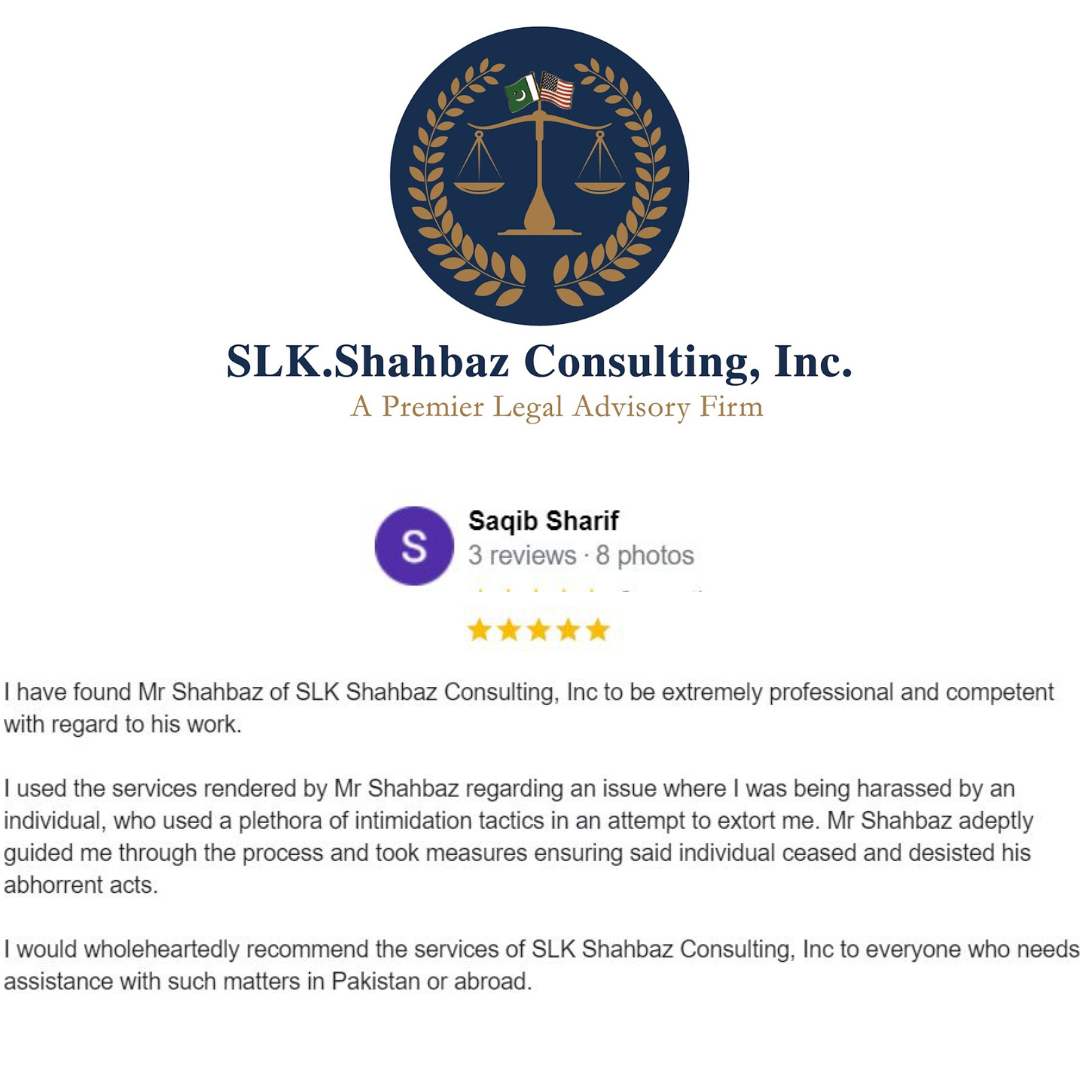 SLK.Shahbaz Consulting, Inc.
A Premier Legal Advisory Firm
S
Saqib Sharif
3 reviews · 8 photos
I have found Mr Shahbaz of SLK Shahbaz Consulting, Inc to be extremely professional and competent
with regard to his work.
I used the services rendered by Mr Shahbaz regarding an issue where I was being harassed by an
individual, who used a plethora of intimidation tactics in an attempt to extort me. Mr Shahbaz adeptly
guided me through the process and took measures ensuring said individual ceased and desisted his
abhorrent acts.
I would wholeheartedly recommend the services of SLK Shahbaz Consulting, Inc to everyone who needs
assistance with such matters in Pakistan or abroad.